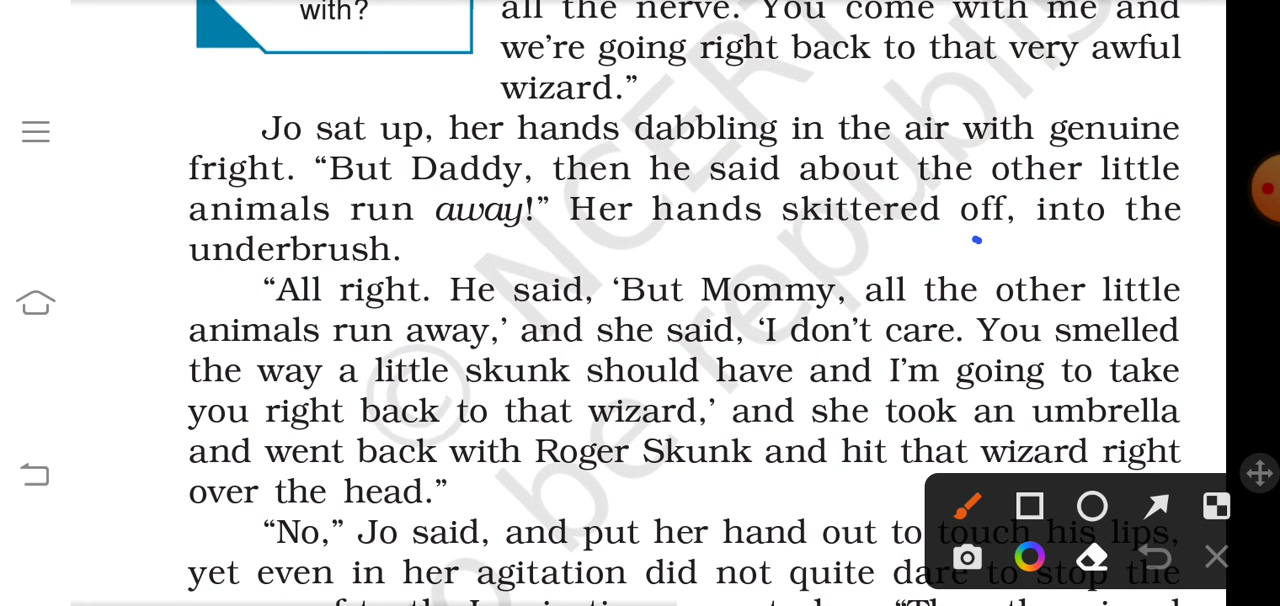 with?
all the nerve. You come with me and
we’re going right back to that very awful
wizard.”
Jo sat up, her hands dabbling in the air with genuine
fright. “But Daddy, then he said about the other little
animals run away!” Her hands skittered off, into the
underbrush.
“All right. He said, ‘But Mommy, all the other little
animals run away,’ and she said, ‘I don’t care. You smelled
the way a little skunk should have and I’m going to take
you right back to that wizard,’ and she took an umbrella
and went back with Roger Skunk and hit that wizard right
over the head.”
“No,” Jo said, and put her hand out to touch his lips,
yet even in her agitation did not quite dare to stop the
© NCERT
be republis